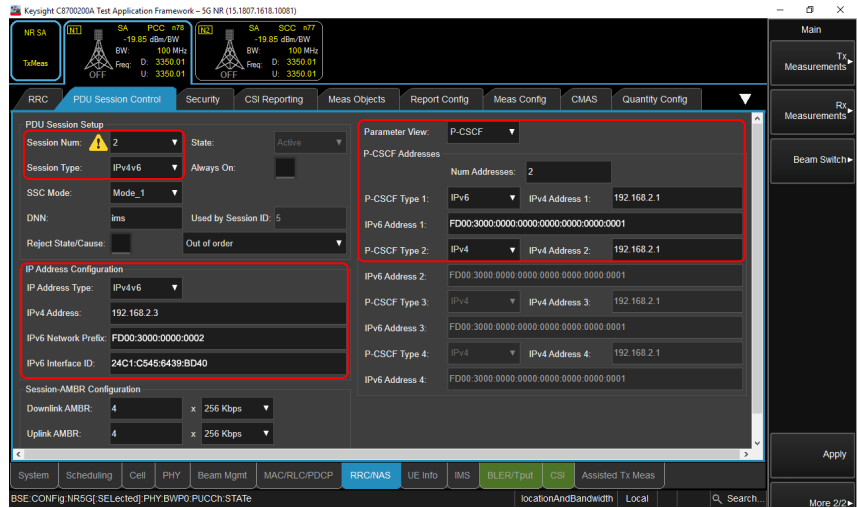 Keysight C8700200A Test Application Framework – 5G NR (15.1807.1618.10081)
NR SA
TxMeas
N1
SA PCC n78
-19.85 dBm/BW
BW: 100 MHz
Freq: D: 3350.01
U: 3350.01
OFF
N2
SA SCC n77
-19.85 dBm/BW
BW: 100 MHz
Freq: D: 3350.01
U: 3350.01
OFF
Main
Tx
Measurements
Rx
Measurements
Beam Switch
Apply
More 2/2
RRC PDU Session Control Security CSI Reporting Meas Objects Report Config Meas Config CMAS Quantity Config
PDU Session Setup
Session Num: 2 State: Active
Session Type: IPv4v6 Always On:
SSC Mode: Mode_1
DNN: ims Used by Session ID: 5
Reject State/Cause: Out of order
IP Address Configuration
IP Address Type: IPv4v6
IPv4 Address: 192.168.2.3
IPv6 Network Prefix: FD00:3000:0000:0002
IPv6 Interface ID: 24C1:C545:6439:BD40
Session-AMBR Configuration
Downlink AMBR: 4 x 256 Kbps
Uplink AMBR: 4 x 256 Kbps
Parameter View: P-CSCF
P-CSCF Addresses
Num Addresses: 2
P-CSCF Type 1: IPv6 IPv4 Address 1: 192.168.2.1
IPv6 Address 1: FD00:3000:0000:0000:0000:0000:0000:0001
P-CSCF Type 2: IPv4 IPv4 Address 2: 192.168.2.1
IPv6 Address 2: FD00:3000:0000:0000:0000:0000:0000:0001
P-CSCF Type 3: IPv4 IPv4 Address 3: 192.168.2.1
IPv6 Address 3: FD00:3000:0000:0000:0000:0000:0000:0001
P-CSCF Type 4: IPv4 IPv4 Address 4: 192.168.2.1
IPv6 Address 4: FD00:3000:0000:0000:0000:0000:0000:0001
System Scheduling Cell PHY Beam Mgmt MAC/RLC/PDCP RRC/NAS UE Info IMS BLER/Tput CSI Assisted Tx Meas
BSE:CONFig:NR5G[:SELected]:PHY:BWP0:PUCCh:STATe locationAndBandwidth Local Search...